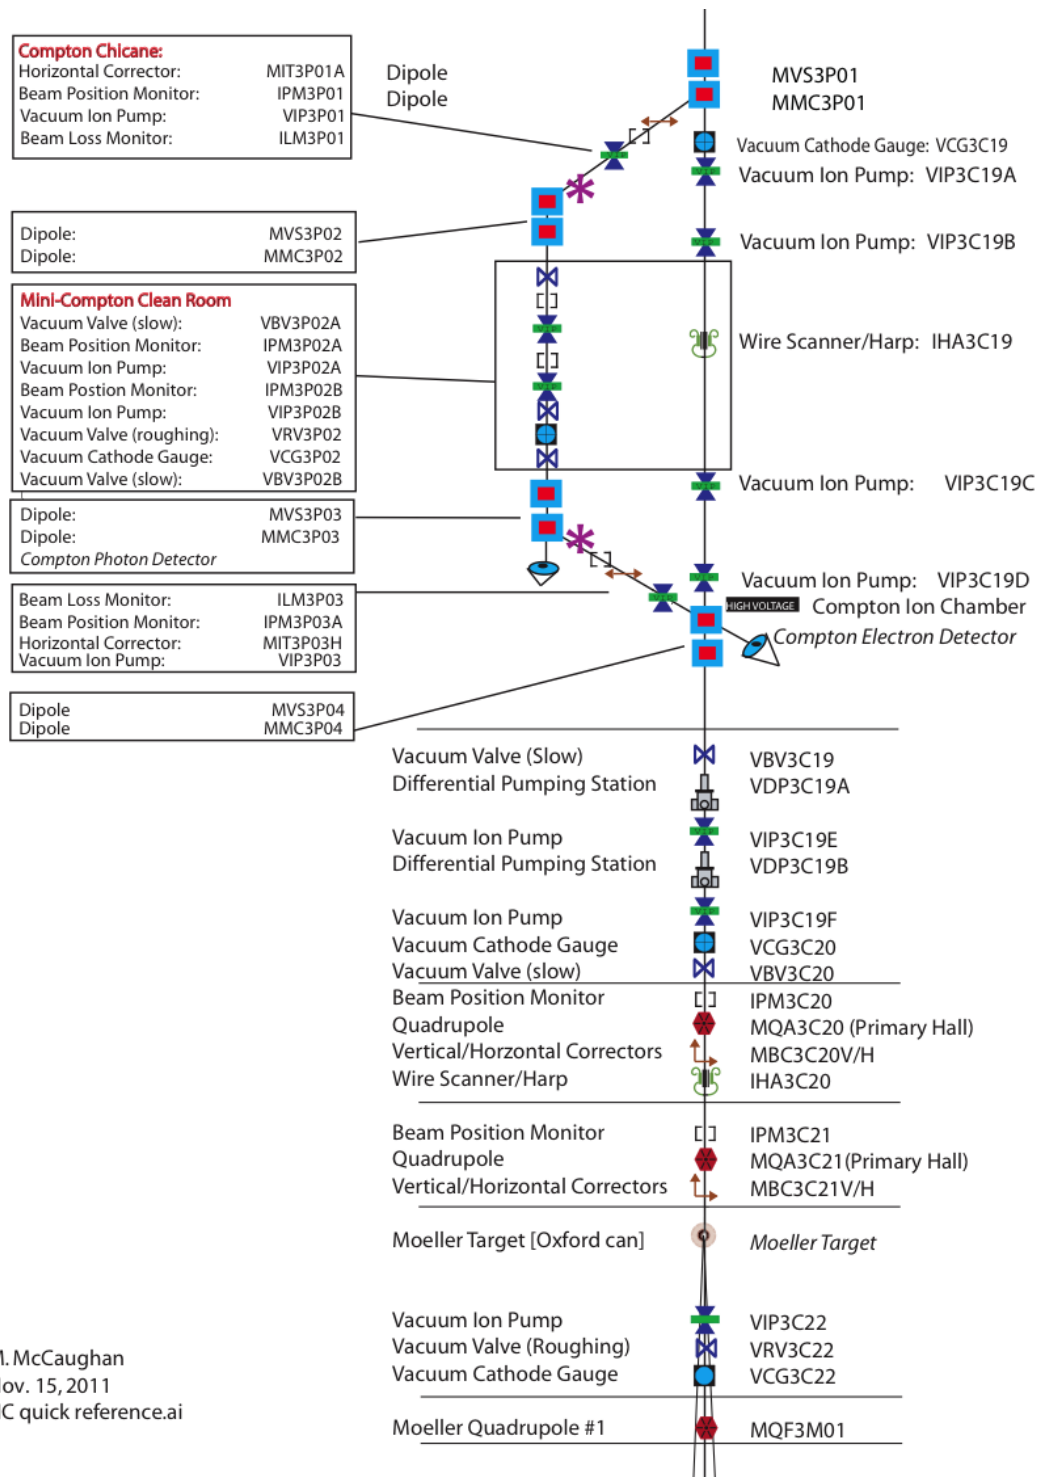 Compton Chicane:
Horizontal Corrector: MIT3P01A
Beam Position Monitor: IPM3P01
Vacuum Ion Pump: VIP3P01
Beam Loss Monitor: ILM3P01
Dipole
Dipole
MVS3P01
MMC3P01
Vacuum Cathode Gauge: VCG3C19
Vacuum Ion Pump: VIP3C19A
Dipole: MVS3P02
Dipole: MMC3P02
Vacuum Ion Pump: VIP3C19B
Mini-Compton Clean Room
Vacuum Valve (slow): VBV3P02A
Beam Position Monitor: IPM3P02A
Vacuum Ion Pump: VIP3P02A
Beam Postion Monitor: IPM3P02B
Vacuum Ion Pump: VIP3P02B
Vacuum Valve (roughing): VRV3P02
Vacuum Cathode Gauge: VCG3P02
Vacuum Valve (slow): VBV3P02B
Wire Scanner/Harp: IHA3C19
Vacuum Ion Pump: VIP3C19C
Dipole: MVS3P03
Dipole: MMC3P03
Compton Photon Detector
Vacuum Ion Pump: VIP3C19D
HIGH VOLTAGE Compton Ion Chamber
Compton Electron Detector
Beam Loss Monitor: ILM3P03
Beam Position Monitor: IPM3P03A
Horizontal Corrector: MIT3P03H
Vacuum Ion Pump: VIP3P03
Dipole MVS3P04
Dipole MMC3P04
Vacuum Valve (Slow) VBV3C19
Differential Pumping Station VDP3C19A
Vacuum Ion Pump VIP3C19E
Differential Pumping Station VDP3C19B
Vacuum Ion Pump VIP3C19F
Vacuum Cathode Gauge VCG3C20
Vacuum Valve (slow) VBV3C20
Beam Position Monitor IPM3C20
Quadrupole MQA3C20 (Primary Hall)
Vertical/Horzontal Correctors MBC3C20V/H
Wire Scanner/Harp IHA3C20
Beam Position Monitor IPM3C21
Quadrupole MQA3C21(Primary Hall)
Vertical/Horizontal Correctors MBC3C21V/H
Moeller Target [Oxford can] Moeller Target
Vacuum Ion Pump VIP3C22
Vacuum Valve (Roughing) VRV3C22
Vacuum Cathode Gauge VCG3C22
Moeller Quadrupole #1 MQF3M01
M. McCaughan
Nov. 15, 2011
C quick reference.ai